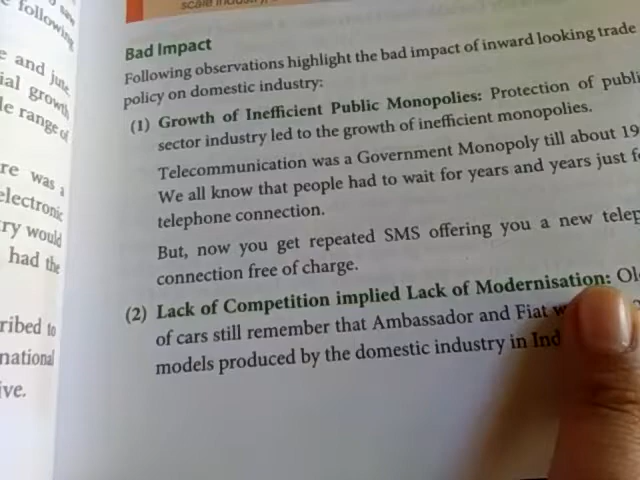 scale indus
following
e and
ial growth
le range of
re was a
electronic
ry would
had the
ribed to
national
ive.
Bad Impact
Following observations highlight the bad impact of inward looking trade
policy on domestic industry:
(1) Growth of Inefficient Public Monopolies: Protection of publi
sector industry led to the growth of inefficient monopolies.
Telecommunication was a Government Monopoly till about 19
We all know that people had to wait for years and years just f
telephone connection.
But, now you get repeated SMS offering you a new telep
connection free of charge.
(2) Lack of Competition implied Lack of Modernisation: Ol
of cars still remember that Ambassador and Fiat w
models produced by the domestic industry in Ind